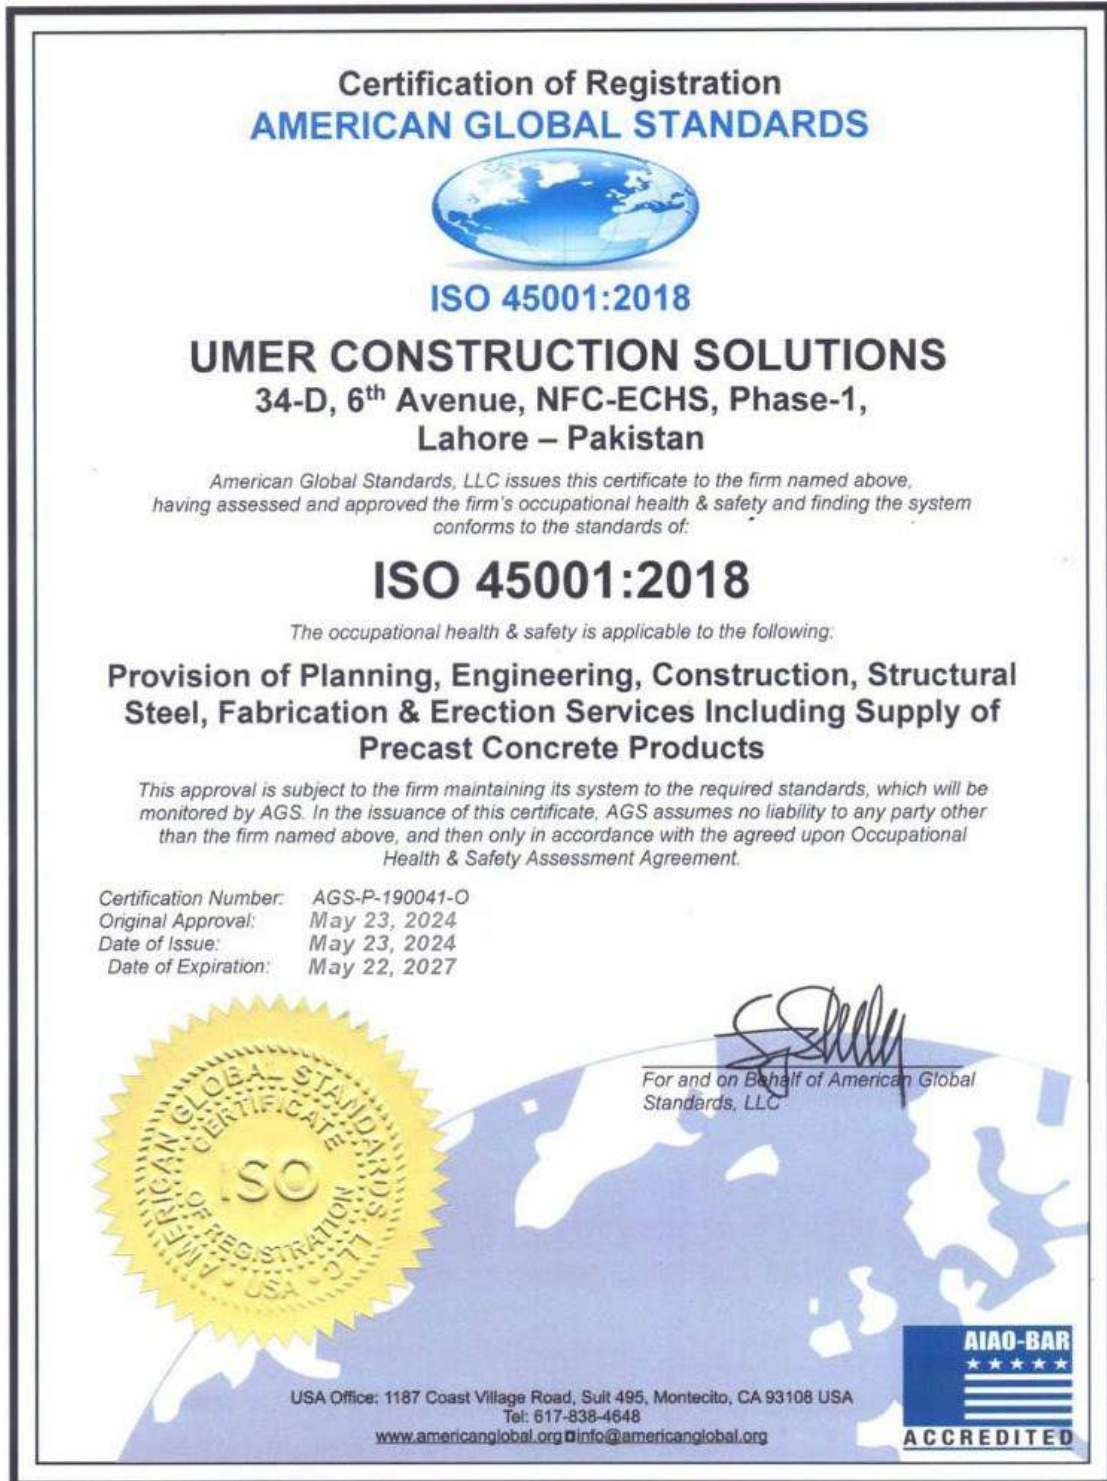 Certification of Registration
AMERICAN GLOBAL STANDARDS
ISO 45001:2018
UMER CONSTRUCTION SOLUTIONS
34-D, 6th Avenue, NFC-ECHS, Phase-1,
Lahore – Pakistan
American Global Standards, LLC issues this certificate to the firm named above,
having assessed and approved the firm's occupational health & safety and finding the system
conforms to the standards of:
ISO 45001:2018
The occupational health & safety is applicable to the following:
Provision of Planning, Engineering, Construction, Structural
Steel, Fabrication & Erection Services Including Supply of
Precast Concrete Products
This approval is subject to the firm maintaining its system to the required standards, which will be
monitored by AGS. In the issuance of this certificate, AGS assumes no liability to any party other
than the firm named above, and then only in accordance with the agreed upon Occupational
Health & Safety Assessment Agreement.
Certification Number: AGS-P-190041-O
Original Approval: May 23, 2024
Date of Issue: May 23, 2024
Date of Expiration: May 22, 2027
For and on Behalf of American Global
Standards, LLC
AMERICAN GLOBAL STANDARDS LLC
CERTIFICATE
ISO
OF REGISTRATION
USA
AIAO-BAR
ACCREDITED
USA Office: 1187 Coast Village Road, Suit 495, Montecito, CA 93108 USA
Tel: 617-838-4648
www.americanglobal.org info@americanglobal.org